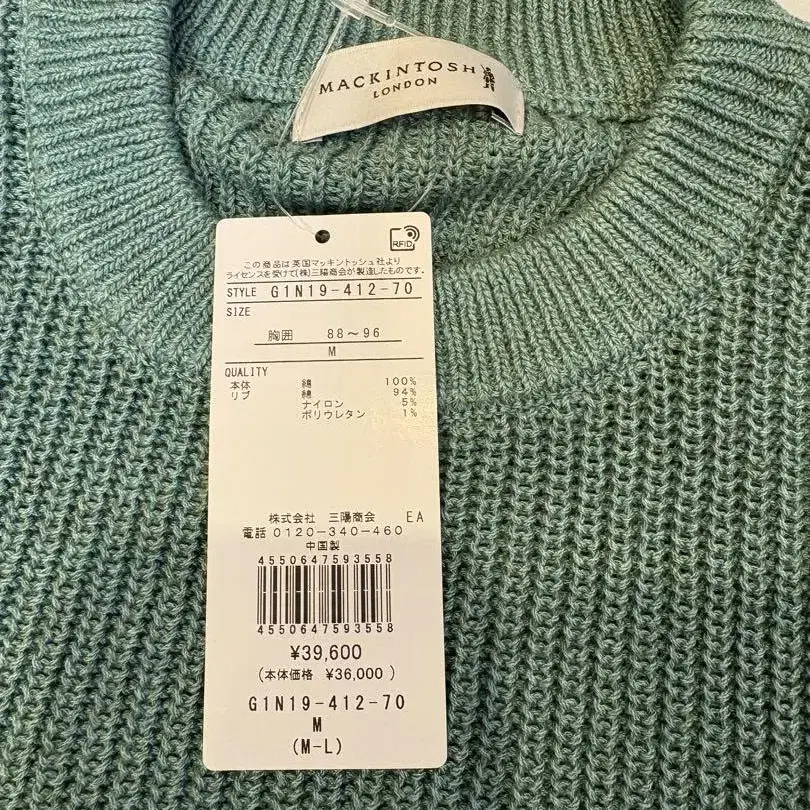 MACKINTOSH
LONDON
RFID
この商品は英国マッキントッシュ社より
ライセンスを受けて(株)三陽商会が製造したものです。
STYLE G1N19-412-70
SIZE
胸囲 88～96
M
QUALITY
本体 綿 100%
リブ 綿 94%
ナイロン 5%
ポリウレタン 1%
株式会社 三陽商会 EA
電話 0120-340-460
中国製
4550647593558
4550647593558
¥39,600
(本体価格 ¥36,000 )
G1N19-412-70
M
(M-L)